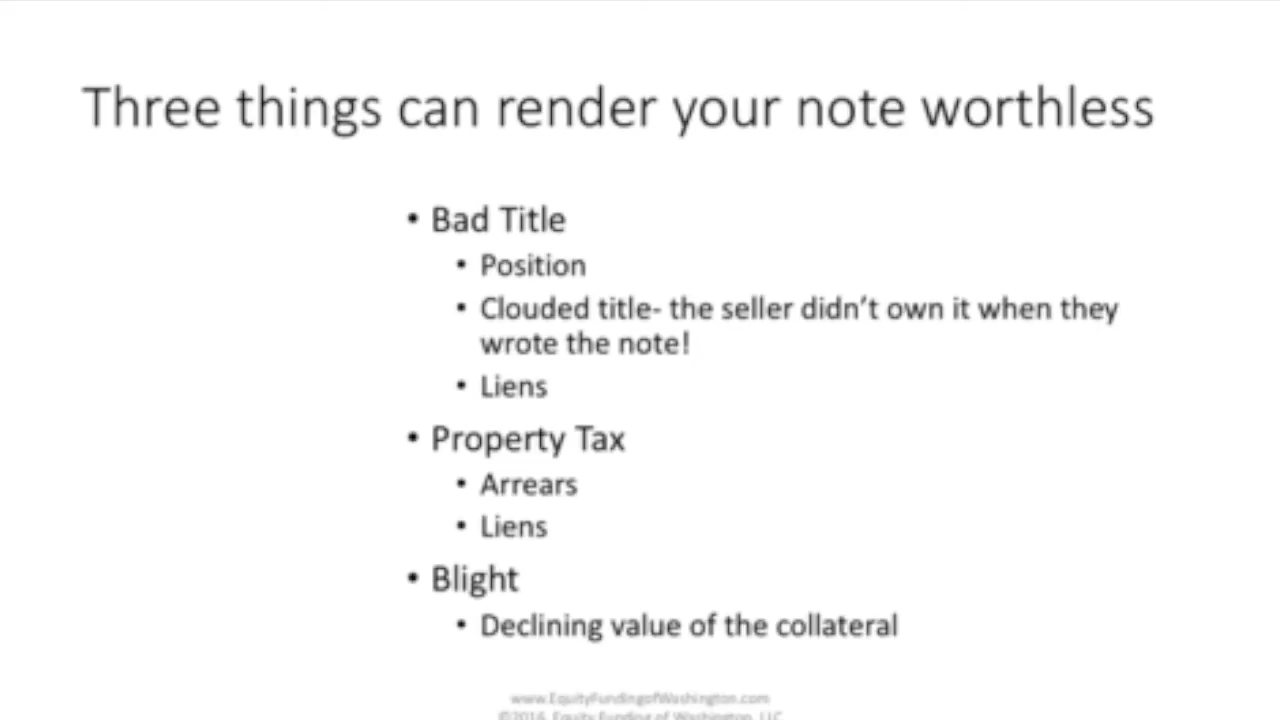 Three things can render your note worthless
• Bad Title
• Position
• Clouded title- the seller didn't own it when they
wrote the note!
• Liens
• Property Tax
• Arrears
• Liens
• Blight
• Declining value of the collateral
www.EquityFundingofWashington.com
©2016, Equity Funding of Washington, LLC